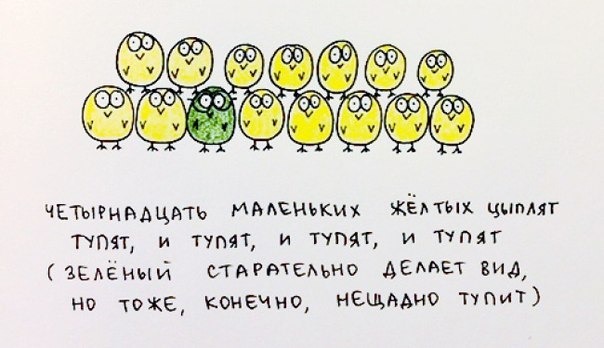 ЧЕТЫРНАДЦАТЬ МАЛЕНЬКИХ ЖЁЛТЫХ ЦЫПЛЯТ
ТУПЯТ, И ТУПЯТ, И ТУПЯТ, И ТУПЯТ
(ЗЕЛЁНЫЙ СТАРАТЕЛЬНО ДЕЛАЕТ ВИД,
НО ТОЖЕ, КОНЕЧНО, НЕЩАДНО ТУПИТ)